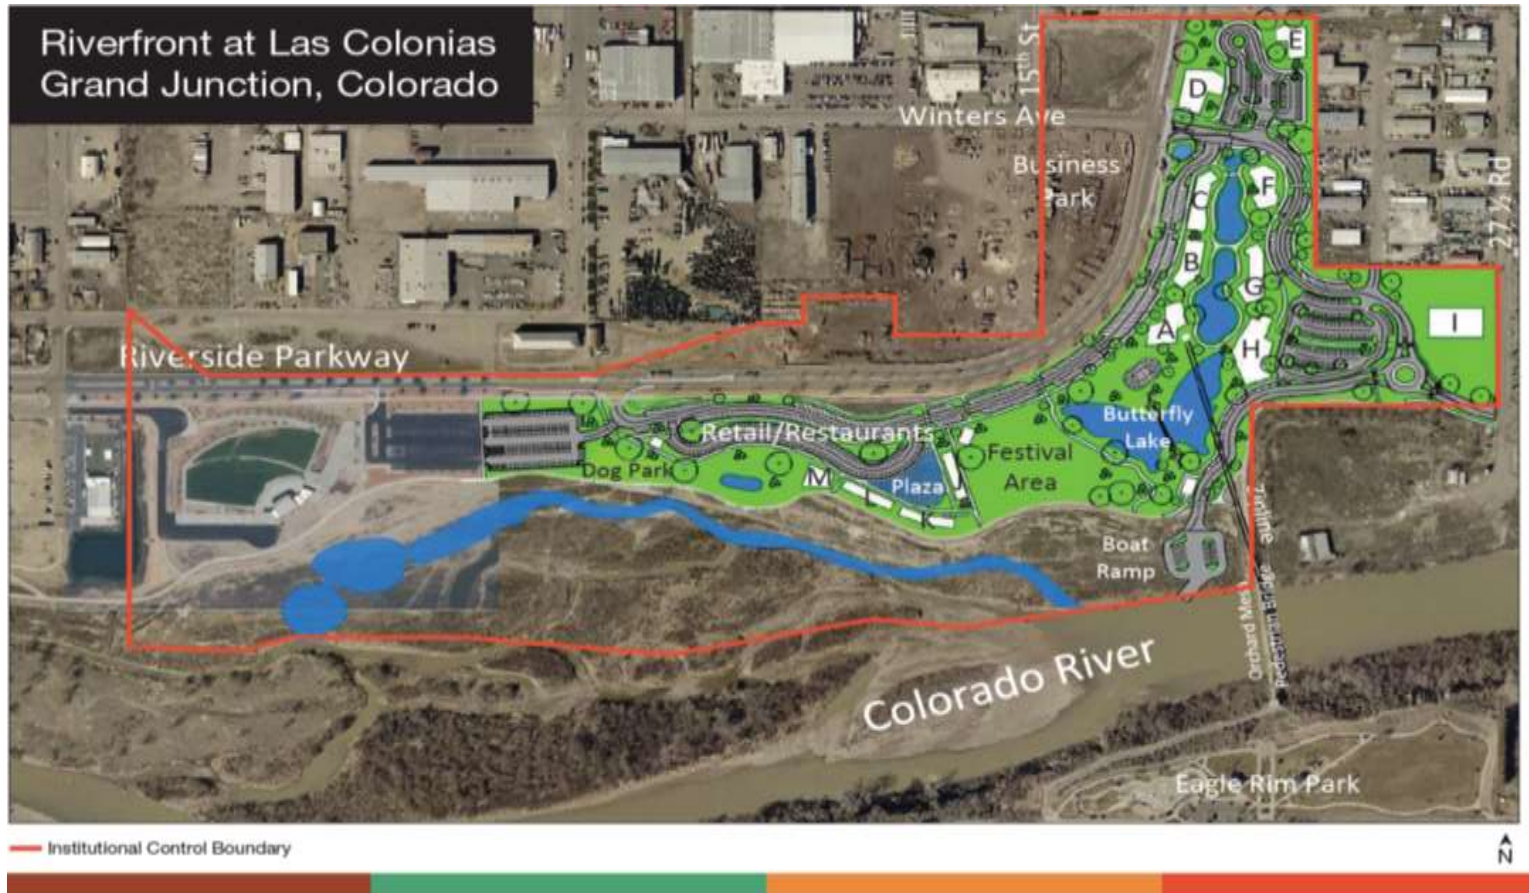 Riverfront at Las Colonias
Grand Junction, Colorado
15th St
E
D
Winters Ave
Business
Park
27 ½ Rd
F
C
B
G
I
A
H
Riverside Parkway
Butterfly
Lake
Retail/Restaurants
Festival
Area
Dog Park
M
Plaza
J
L
K
Zipline
Boat
Ramp
Orchard Mesa
Pedestrian Bridge
Colorado River
Eagle Rim Park
Institutional Control Boundary
N